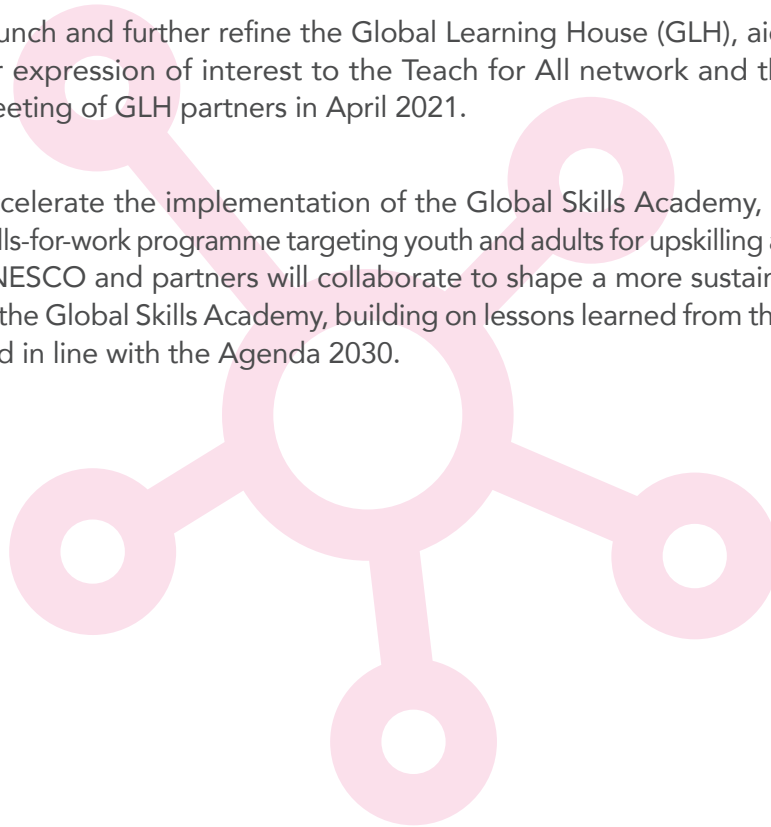 unch and further refine the Global Learning House (GLH), aid
r expression of interest to the Teach for All network and th
eeting of GLH partners in April 2021.
celerate the implementation of the Global Skills Academy,
lls-for-work programme targeting youth and adults for upskilling a
NESCO and partners will collaborate to shape a more sustain
the Global Skills Academy, building on lessons learned from th
d in line with the Agenda 2030.